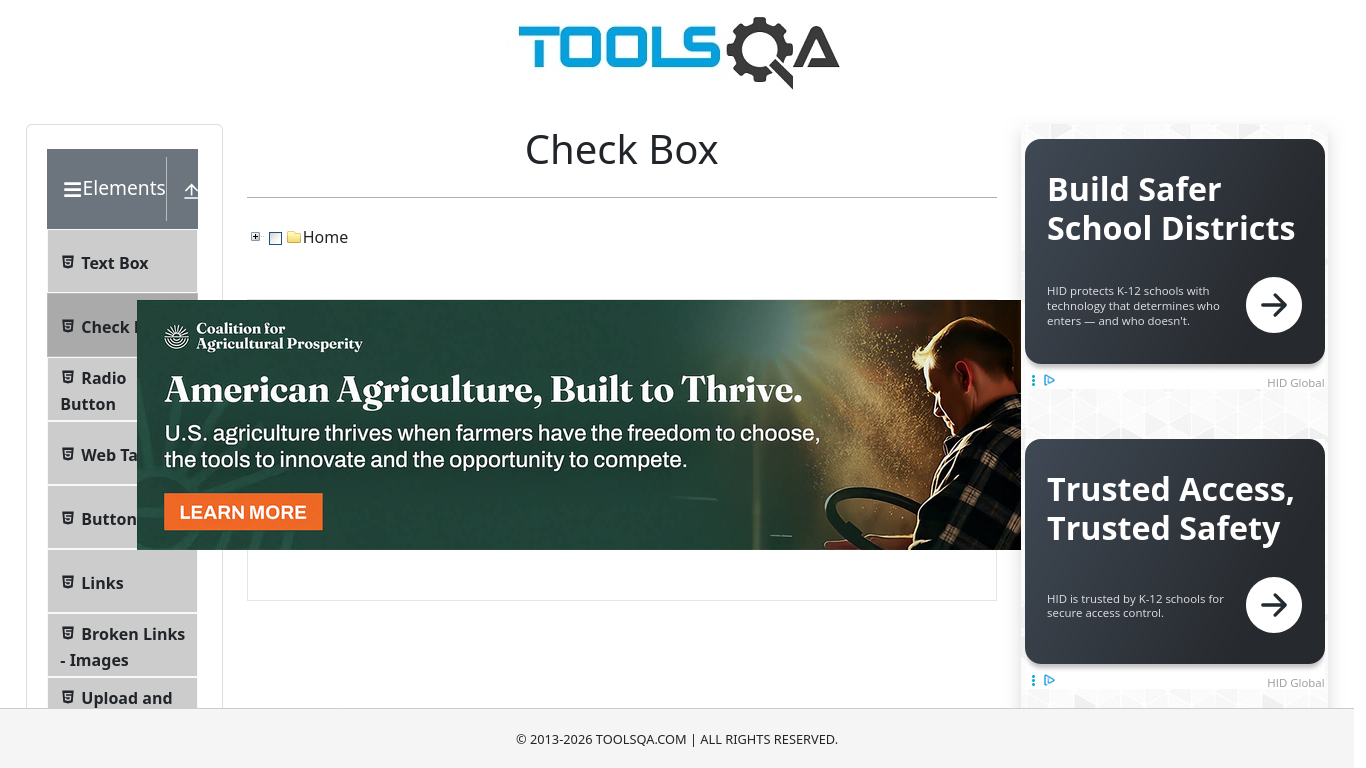 TOOLSQA
Elements
Text Box
Check
Radio
Button
Web Ta
Button
Links
Broken Links
- Images
Upload and
Check Box
Home
Coalition for
Agricultural Prosperity
American Agriculture, Built to Thrive.
U.S. agriculture thrives when farmers have the freedom to choose,
the tools to innovate and the opportunity to compete.
LEARN MORE
Build Safer
School Districts
HID protects K-12 schools with
technology that determines who
enters — and who doesn't.
HID Global
Trusted Access,
Trusted Safety
HID is trusted by K-12 schools for
secure access control.
HID Global
© 2013-2026 TOOLSQA.COM | ALL RIGHTS RESERVED.